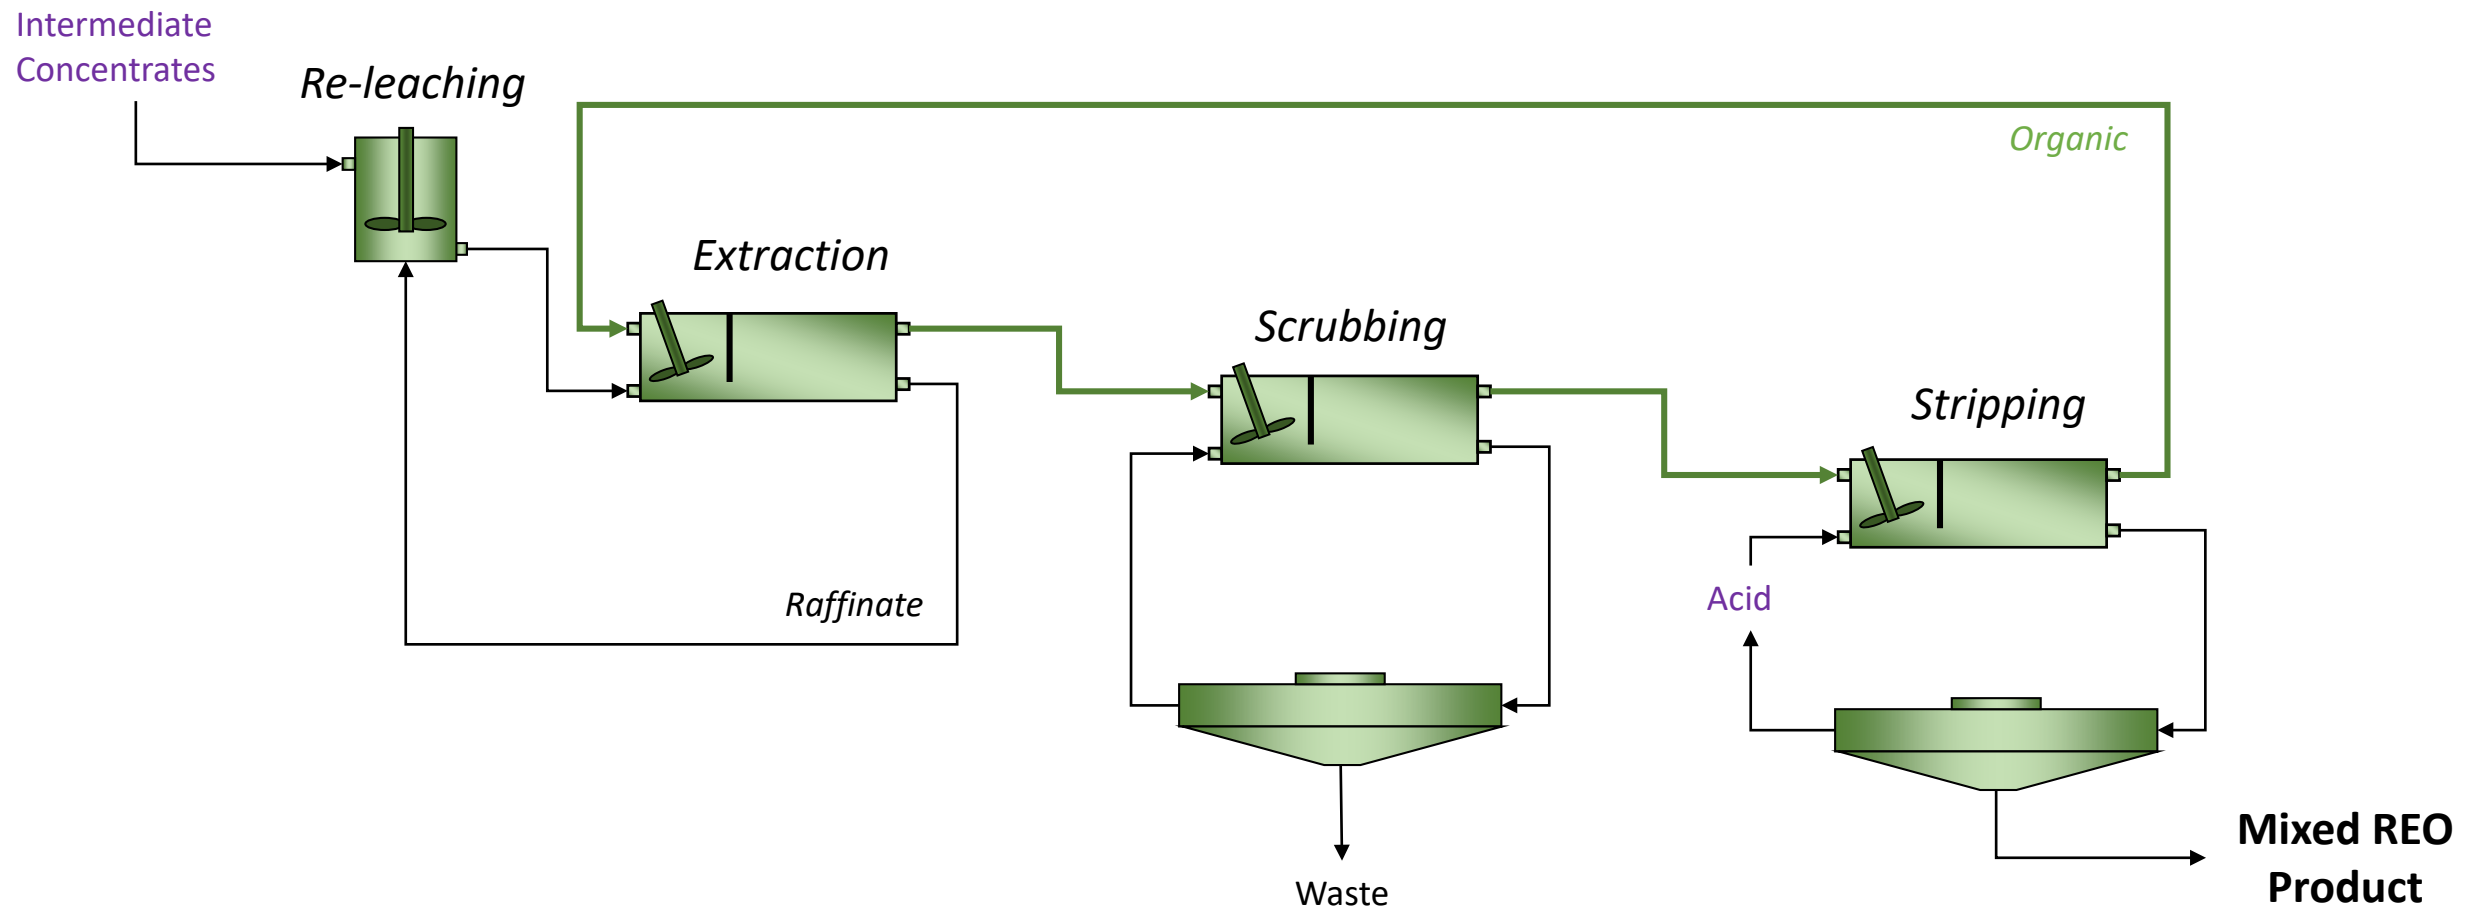 Intermediate
Concentrates
Re-leaching
Organic
Extraction
Scrubbing
Stripping
Raffinate
Acid
Mixed REO
Product
Waste